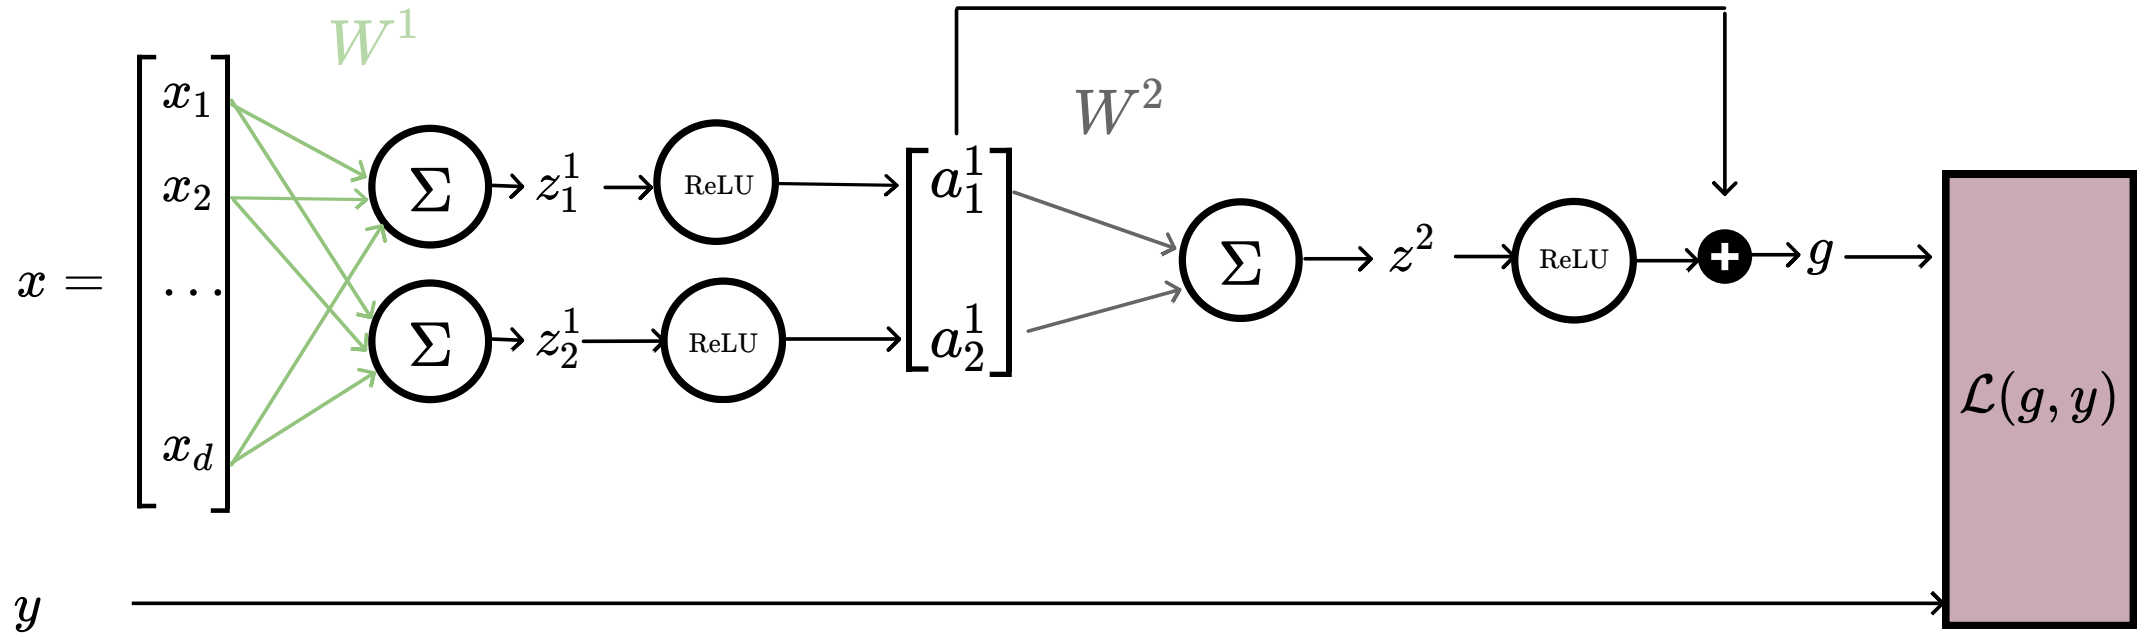 W^1
W^2
x =
x_1
x_2
...
x_d
Σ
z_1^1
ReLU
a_1^1
Σ
z_2^1
ReLU
a_2^1
Σ
z^2
ReLU
+
g
ℒ(g, y)
y